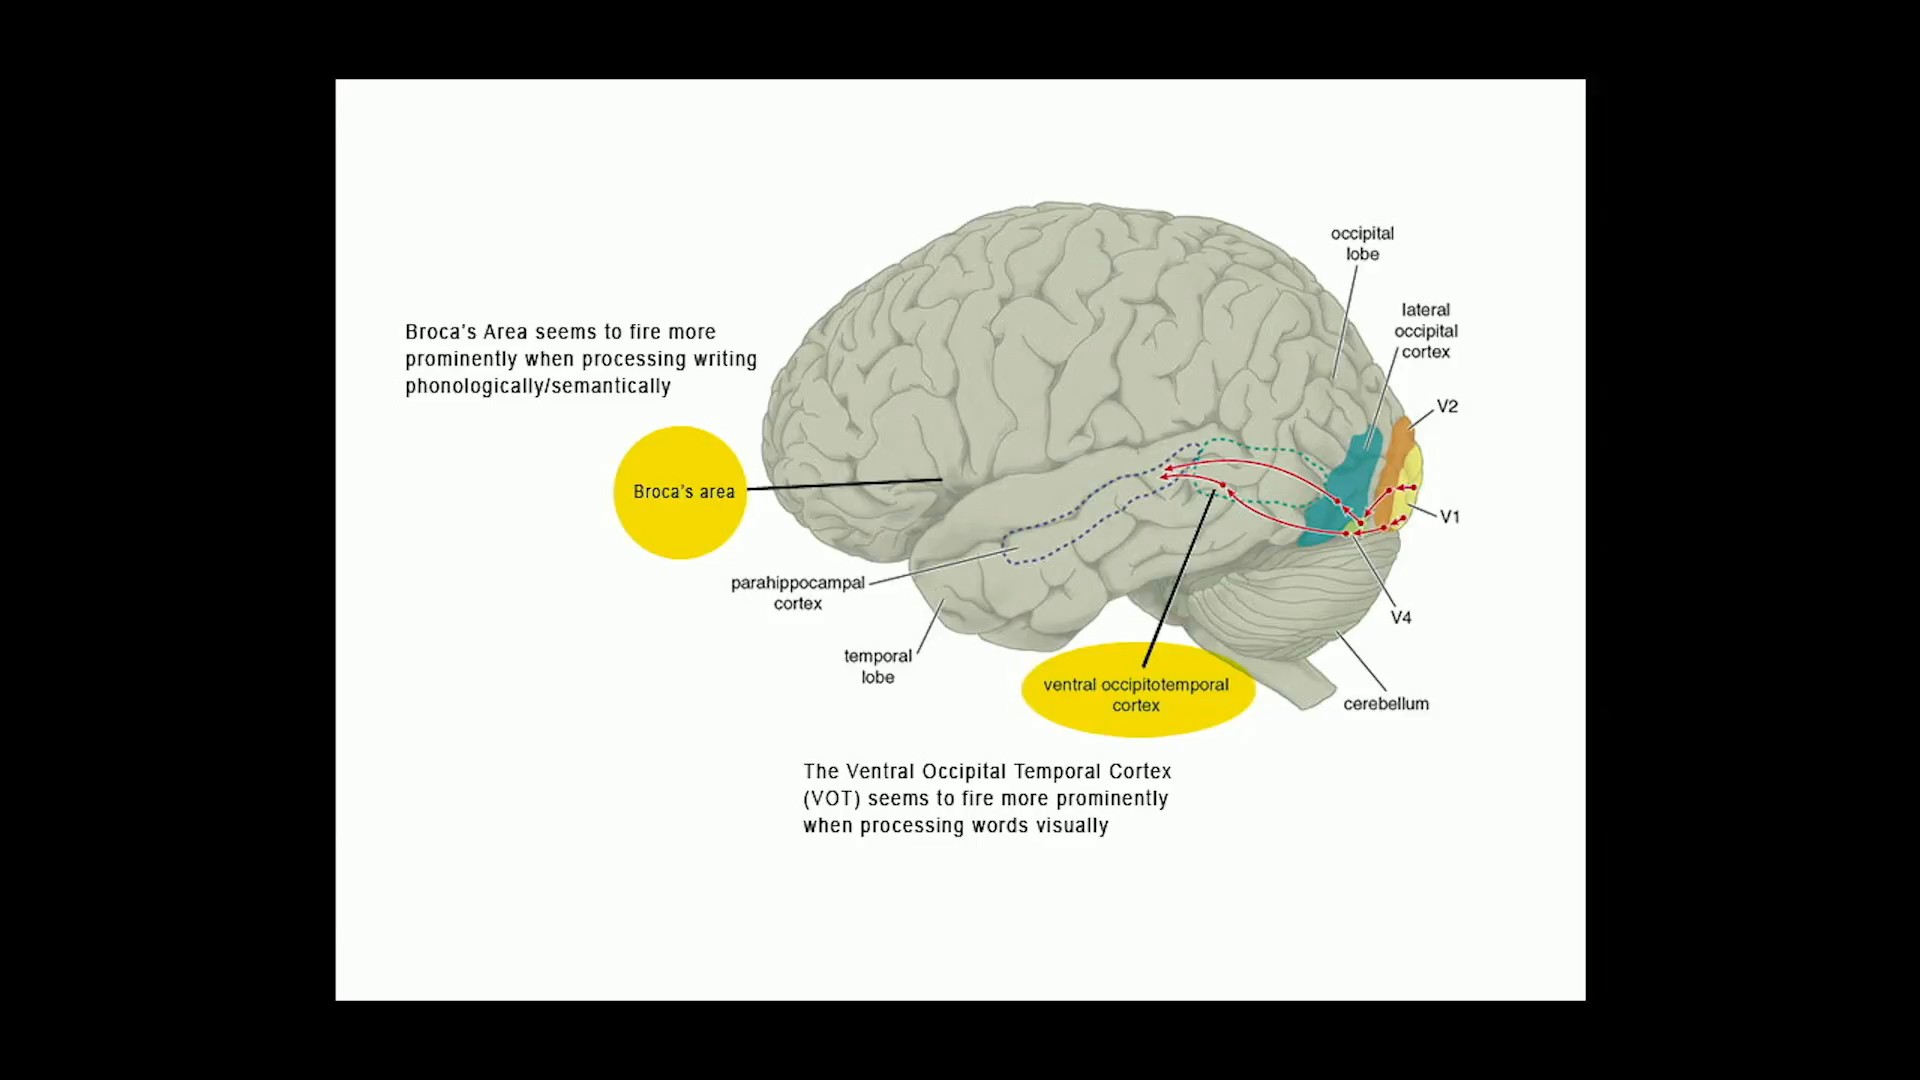 occipital
lobe
lateral
occipital
cortex
Broca's Area seems to fire more
prominently when processing writing
phonologically/semantically
V2
Broca's area
V1
parahippocampal
cortex
V4
temporal
lobe
ventral occipitotemporal
cortex
cerebellum
The Ventral Occipital Temporal Cortex
(VOT) seems to fire more prominently
when processing words visually